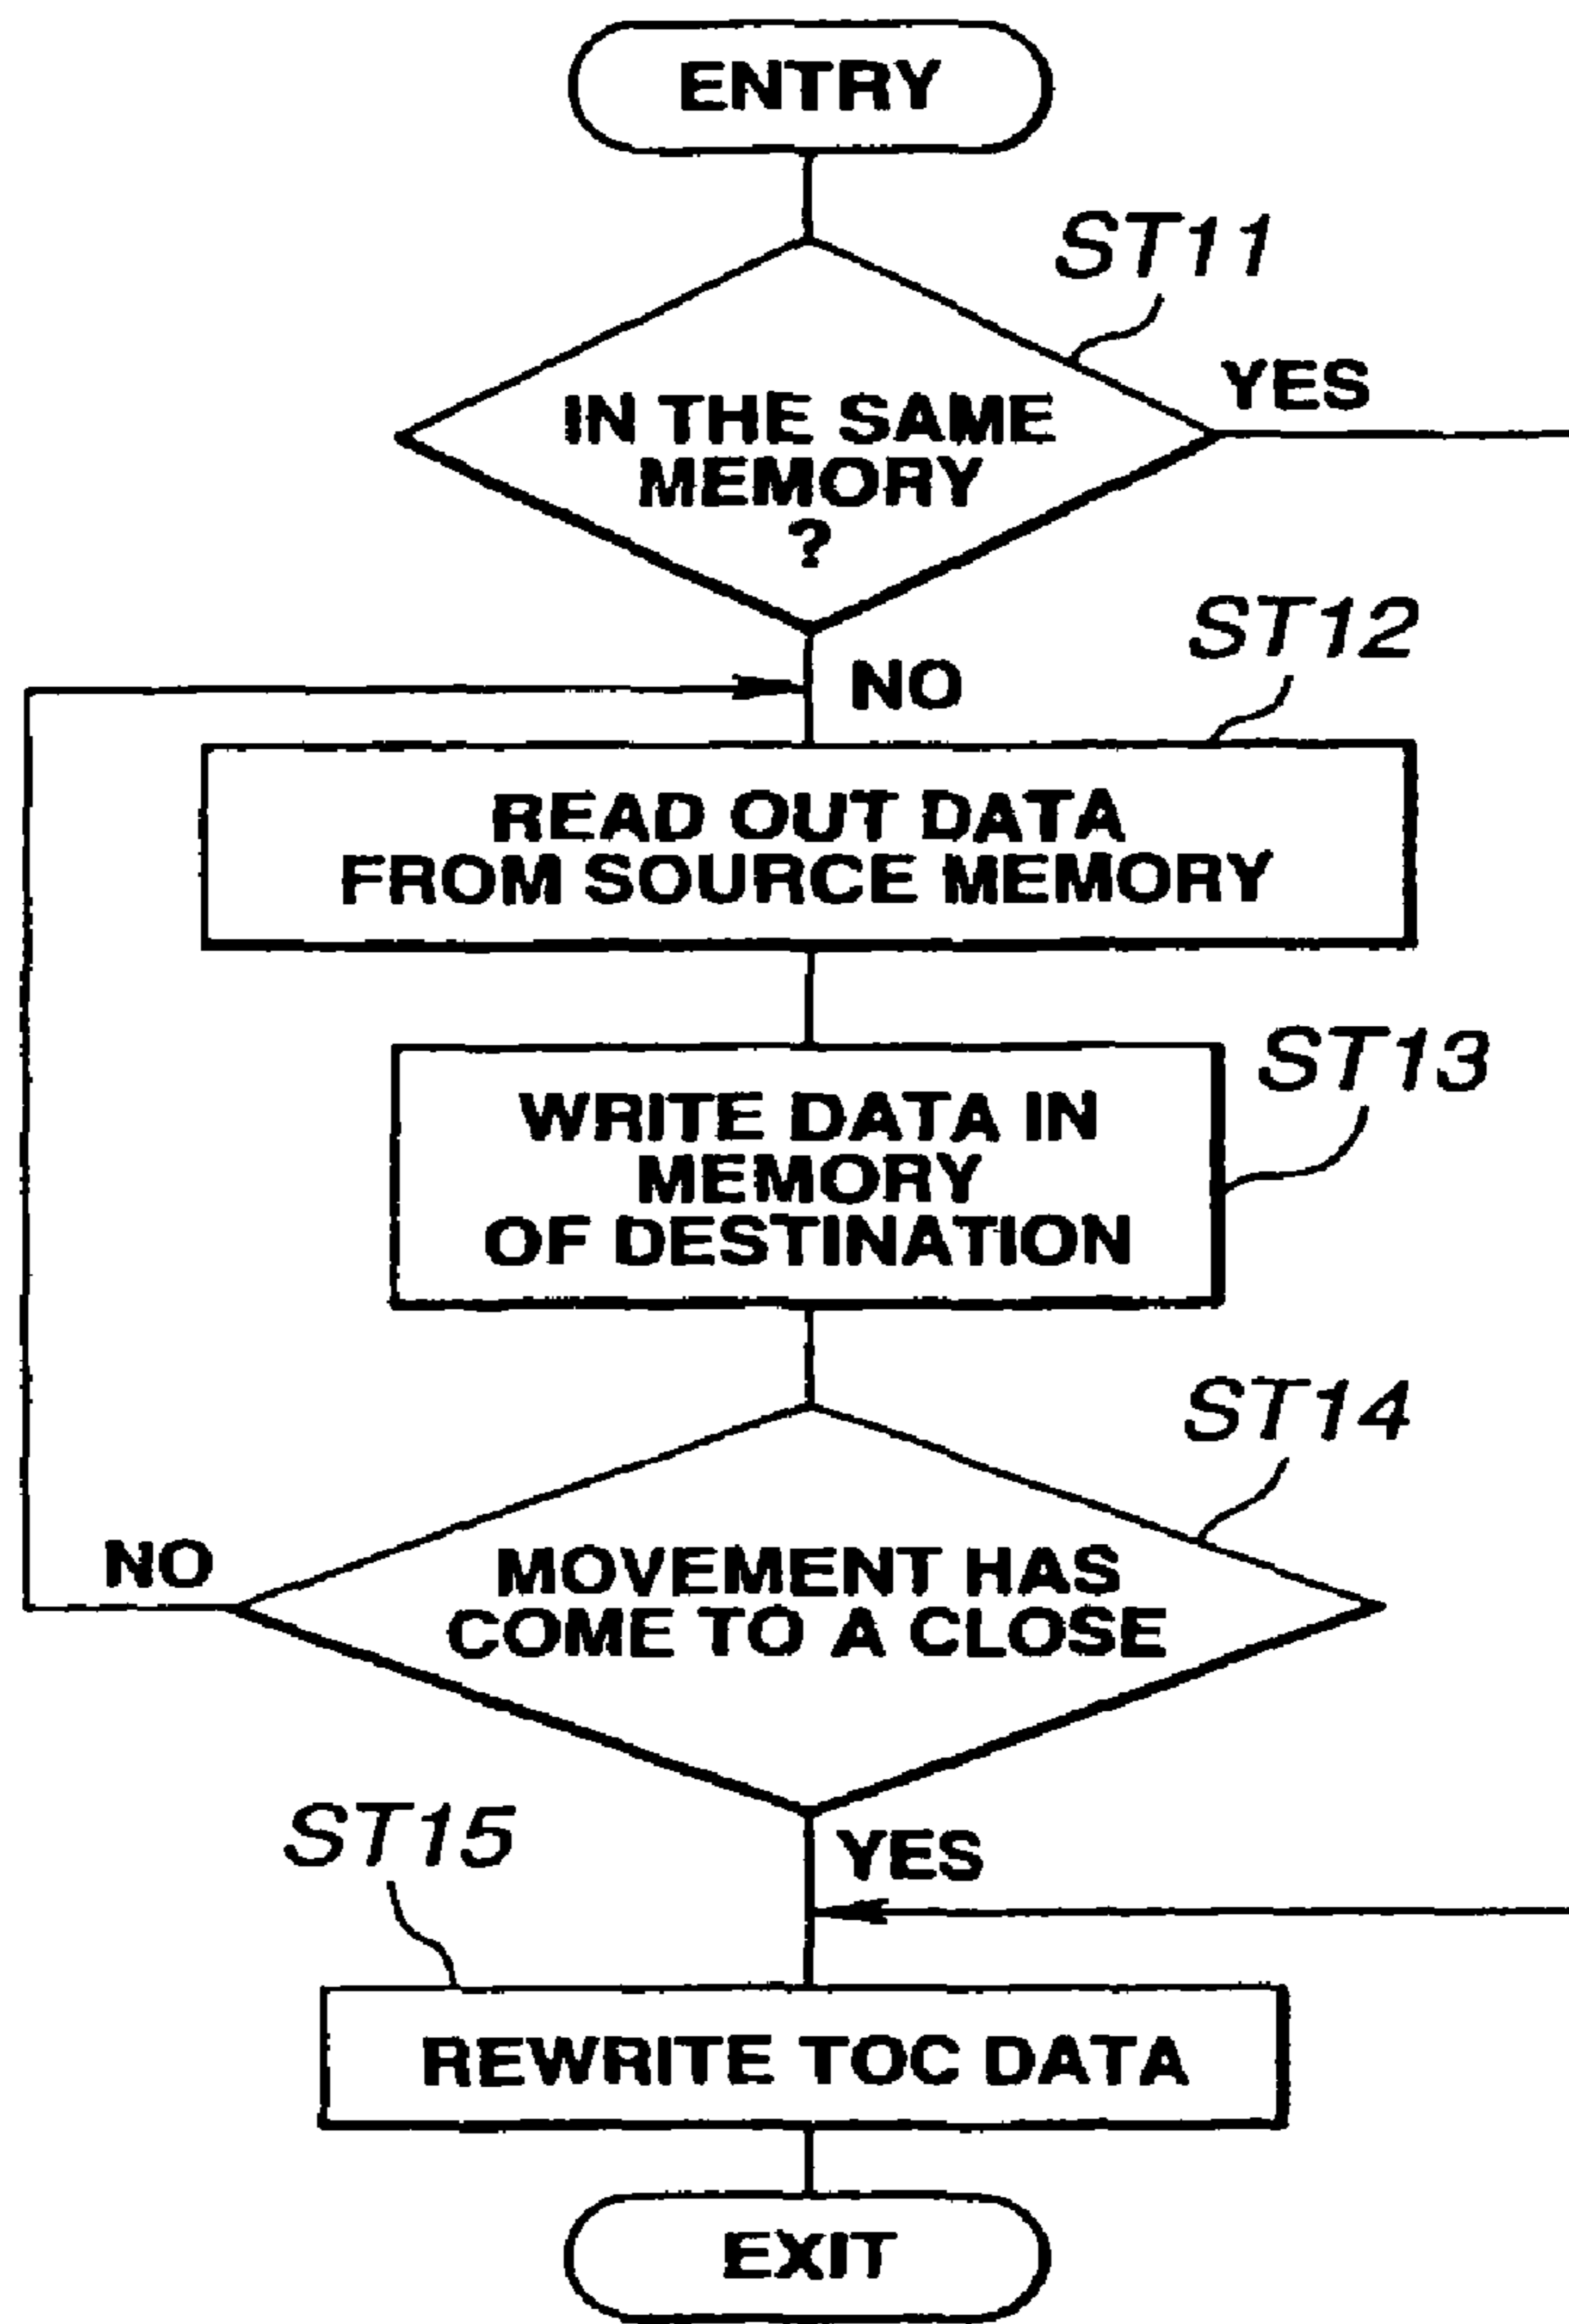 ENTRY
ST11
YES
IN THE SAME
MEMORY
?
ST12
NO
READ OUT DATA
FROM SOURCE MEMORY
ST13
WRITE DATA IN
MEMORY
OF DESTINATION
ST14
NO
MOVEMENT HAS
COME TO A CLOSE
ST15
YES
REWRITE TOC DATA
EXIT